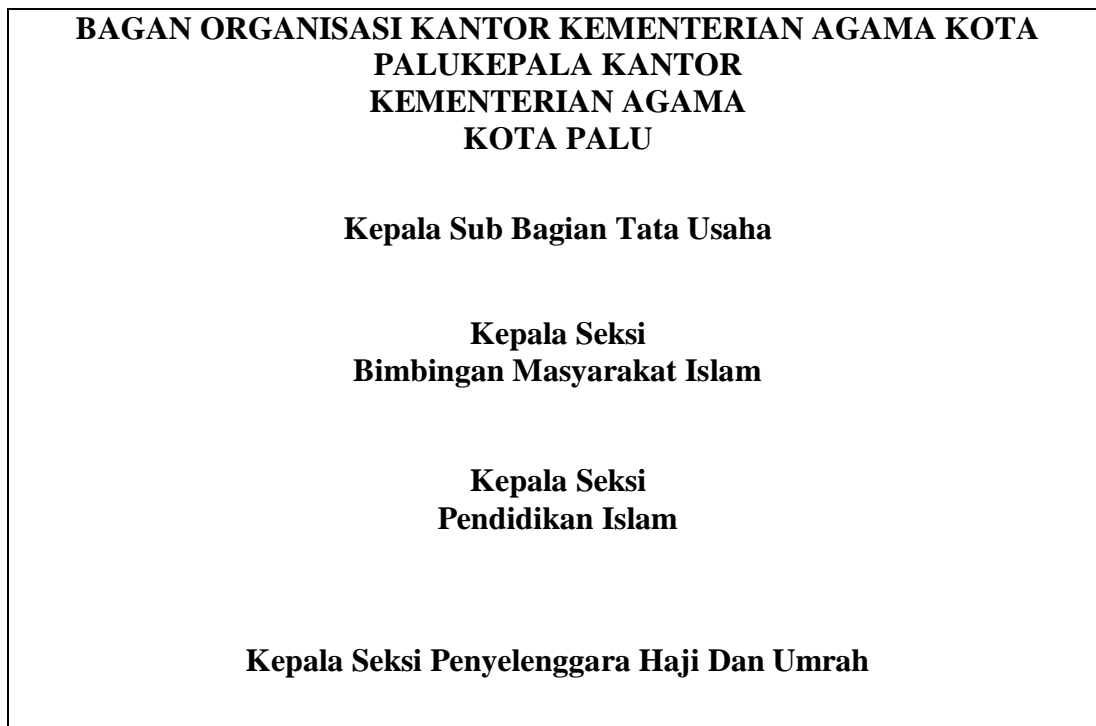 BAGAN ORGANISASI KANTOR KEMENTERIAN AGAMA KOTA
PALUKEPALA KANTOR
KEMENTERIAN AGAMA
KOTA PALU
Kepala Sub Bagian Tata Usaha
Kepala Seksi
Bimbingan Masyarakat Islam
Kepala Seksi
Pendidikan Islam
Kepala Seksi Penyelenggara Haji Dan Umrah